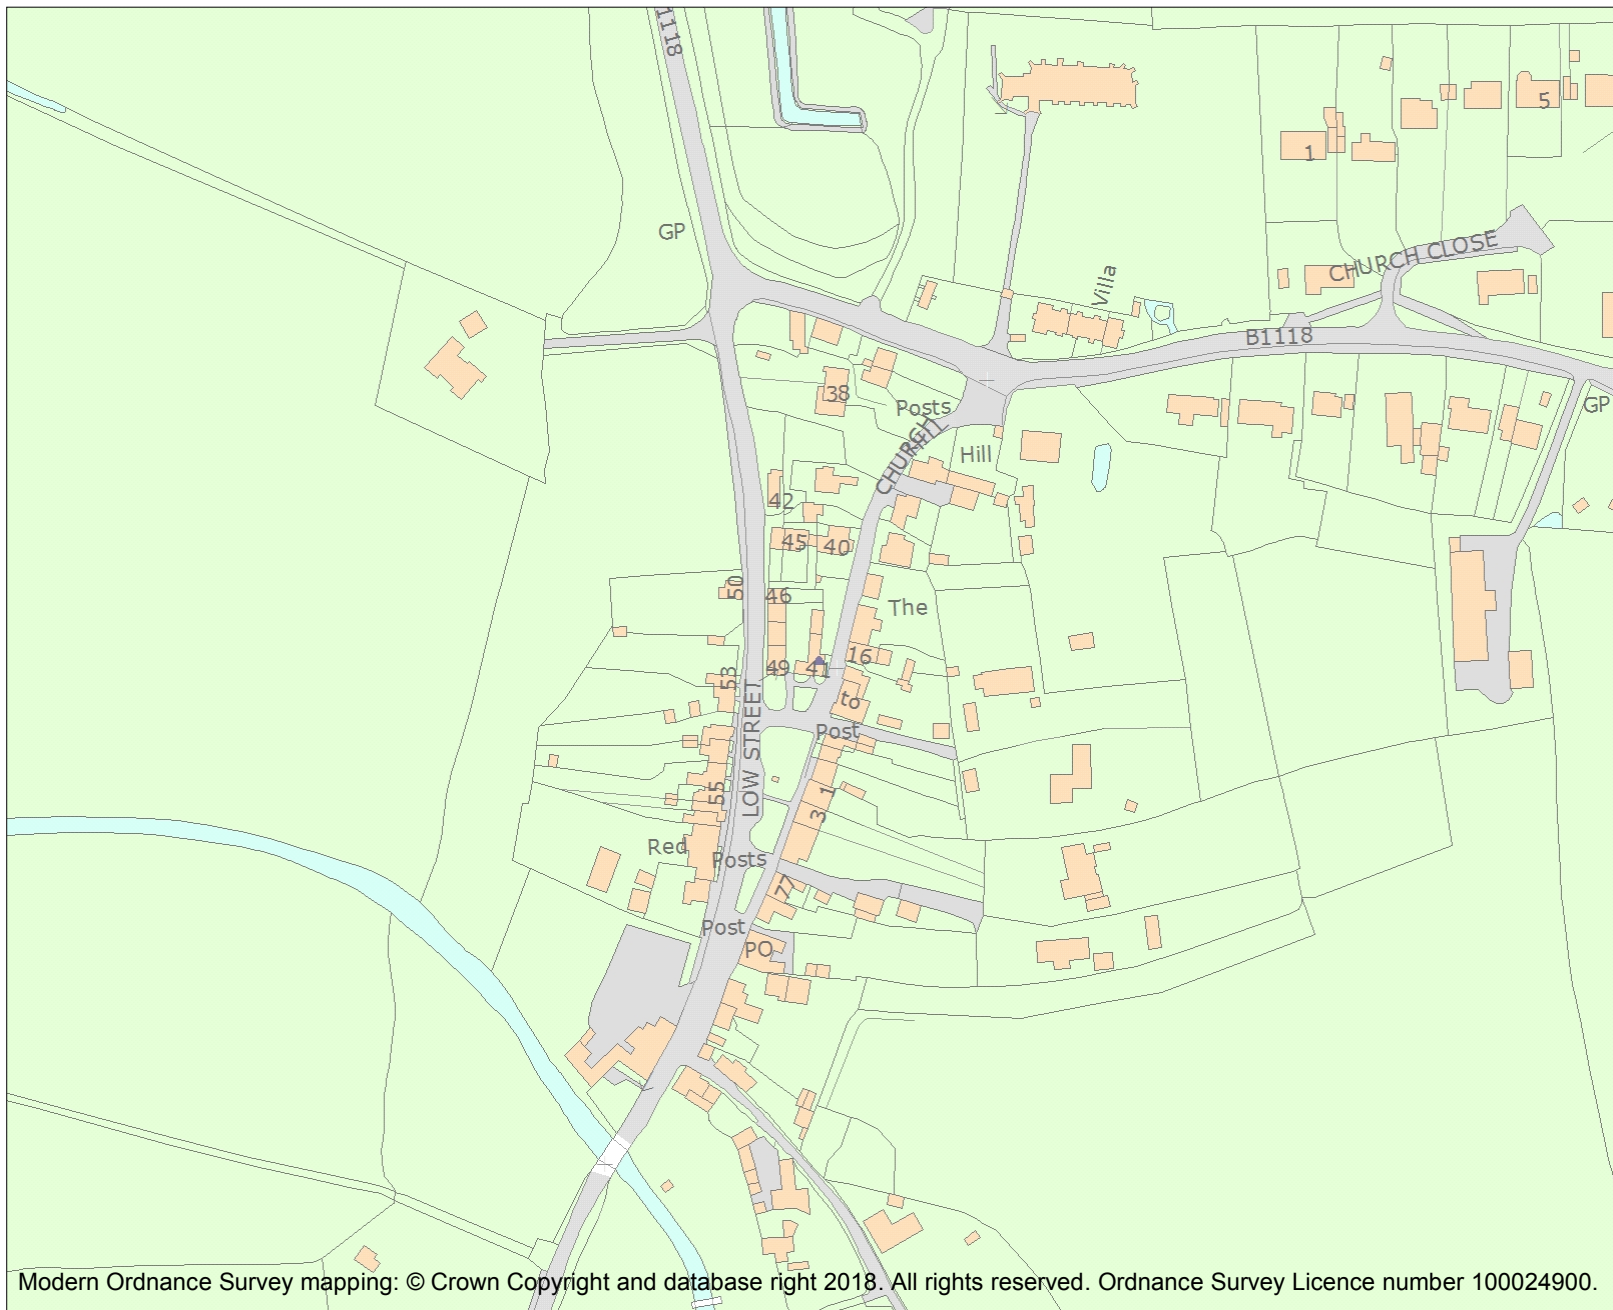 1118
5
1
GP
CHURCH CLOSE
Villa
B1118
38
Posts
GP
CHURCH
HILL
Hill
42
45
40
50
46
The
49
41
16
53
to
LOW STREET
Post
55
1
3
Red
Posts
77
Post
PO
Modern Ordnance Survey mapping: © Crown Copyright and database right 2018. All rights reserved. Ordnance Survey Licence number 100024900.